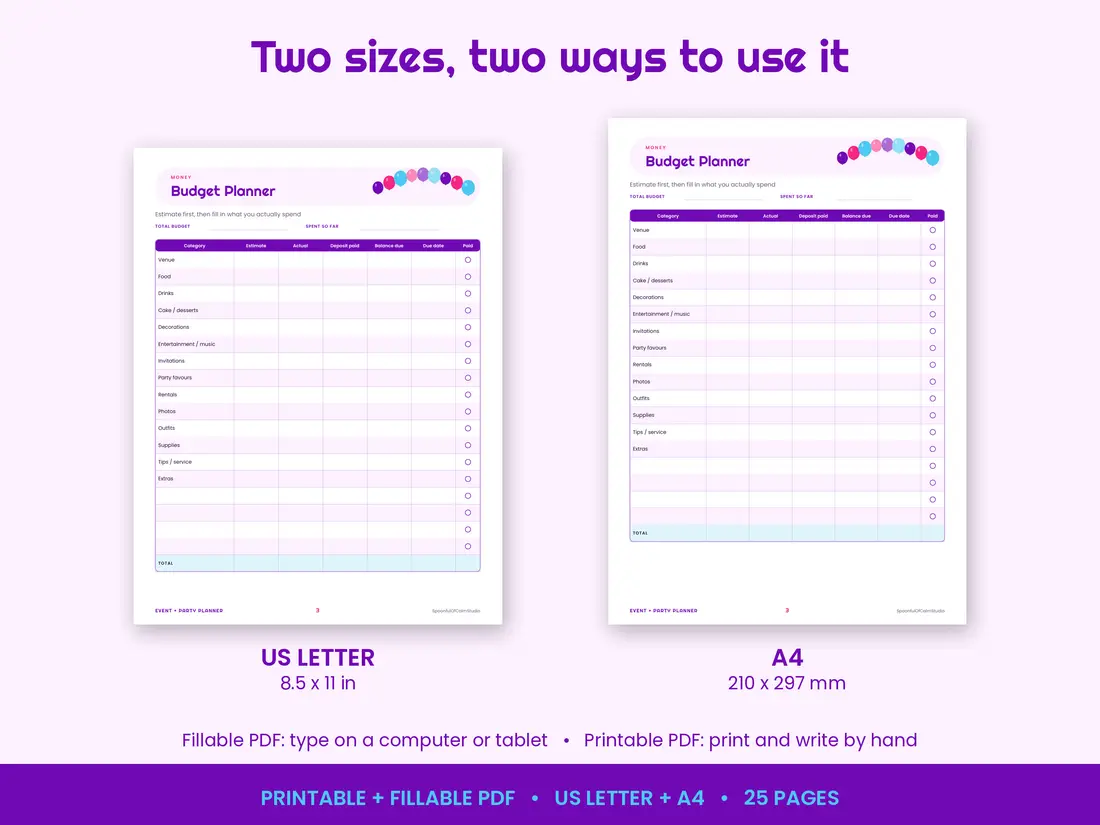 Two sizes, two ways to use it
MONEY
Budget Planner
Estimate first, then fill in what you actually spend
TOTAL BUDGET SPENT SO FAR
Category Estimate Actual Deposit paid Balance due Due date Paid
Venue
Food
Drinks
Cake / desserts
Decorations
Entertainment / music
Invitations
Party favours
Rentals
Photos
Outfits
Supplies
Tips / service
Extras
TOTAL
EVENT + PARTY PLANNER 3 SpoonfulOfCalmStudio
US LETTER
8.5 x 11 in
MONEY
Budget Planner
Estimate first, then fill in what you actually spend
TOTAL BUDGET SPENT SO FAR
Category Estimate Actual Deposit paid Balance due Due date Paid
Venue
Food
Drinks
Cake / desserts
Decorations
Entertainment / music
Invitations
Party favours
Rentals
Photos
Outfits
Supplies
Tips / service
Extras
TOTAL
EVENT + PARTY PLANNER 3 SpoonfulOfCalmStudio
A4
210 x 297 mm
Fillable PDF: type on a computer or tablet • Printable PDF: print and write by hand
PRINTABLE + FILLABLE PDF • US LETTER + A4 • 25 PAGES